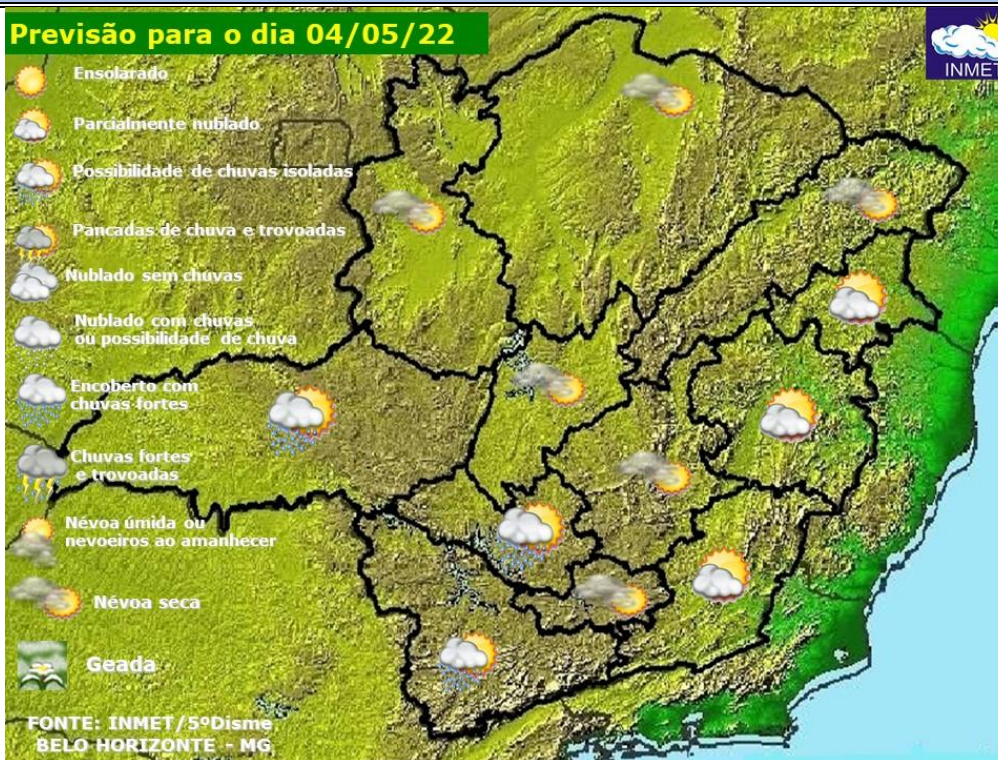 Previsão para o dia 04/05/22
INMET
Ensolarado
Parcialmente nublado
Possibilidade de chuvas isoladas
Pancadas de chuva e trovoadas
Nublado sem chuvas
Nublado com chuvas
ou possibilidade de chuva
Encoberto com
chuvas fortes
Chuvas fortes
e trovoadas
Névoa úmida ou
nevoeiros ao amanhecer
Névoa seca
Geada
FONTE: INMET/5ºDisme
BELO HORIZONTE - MG